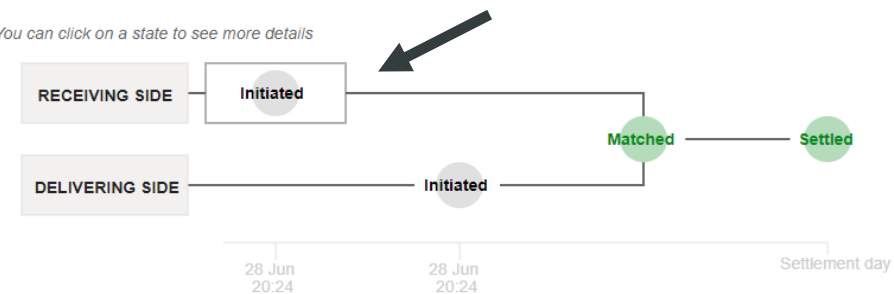 You can click on a state to see more details
RECEIVING SIDE
Initiated
Matched
Settled
DELIVERING SIDE
Initiated
28 Jun
20:24
28 Jun
20:24
Settlement day